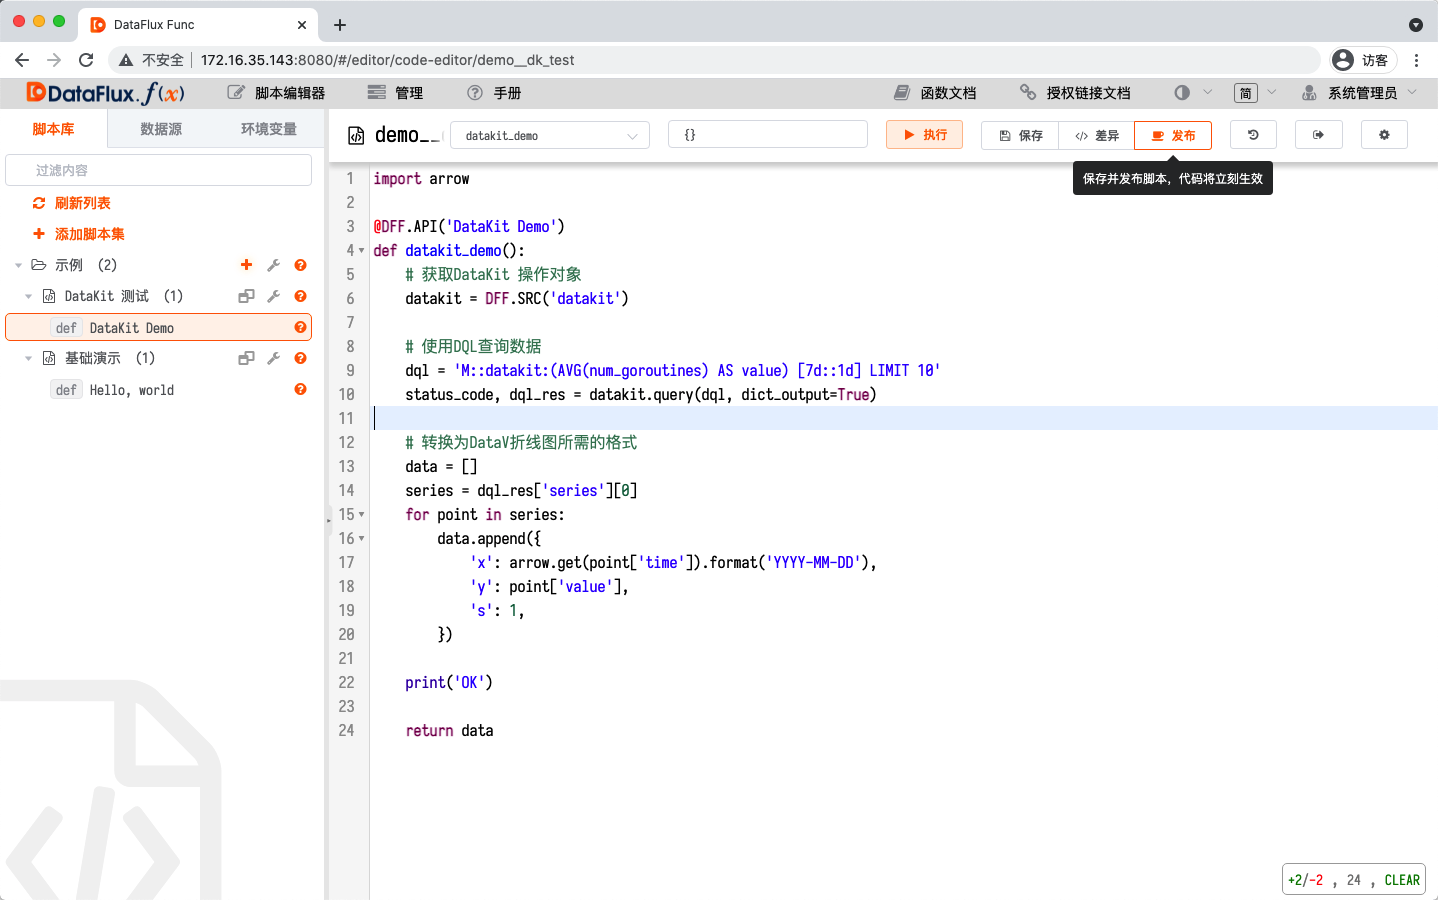 DataFlux Func
不安全 172.16.35.143:8080/#/editor/code-editor/demo__dk_test 访客
DataFlux.f(x) 脚本编辑器 管理 手册 函数文档 授权链接文档 简 系统管理员
脚本库 数据源 环境变量
过滤内容
刷新列表
添加脚本集
示例 (2)
DataKit 测试 (1)
def DataKit Demo
基础演示 (1)
def Hello, world
demo__ datakit_demo {} 执行 保存 差异 发布
保存并发布脚本，代码将立刻生效
1 import arrow
2
3 @DFF.API('DataKit Demo')
4 def datakit_demo():
5 # 获取DataKit 操作对象
6 datakit = DFF.SRC('datakit')
7
8 # 使用DQL查询数据
9 dql = 'M::datakit:(AVG(num_goroutines) AS value) [7d::1d] LIMIT 10'
10 status_code, dql_res = datakit.query(dql, dict_output=True)
11
12 # 转换为DataV折线图所需的格式
13 data = []
14 series = dql_res['series'][0]
15 for point in series:
16 data.append({
17 'x': arrow.get(point['time']).format('YYYY-MM-DD'),
18 'y': point['value'],
19 's': 1,
20 })
21
22 print('OK')
23
24 return data
+2/-2 , 24 , CLEAR